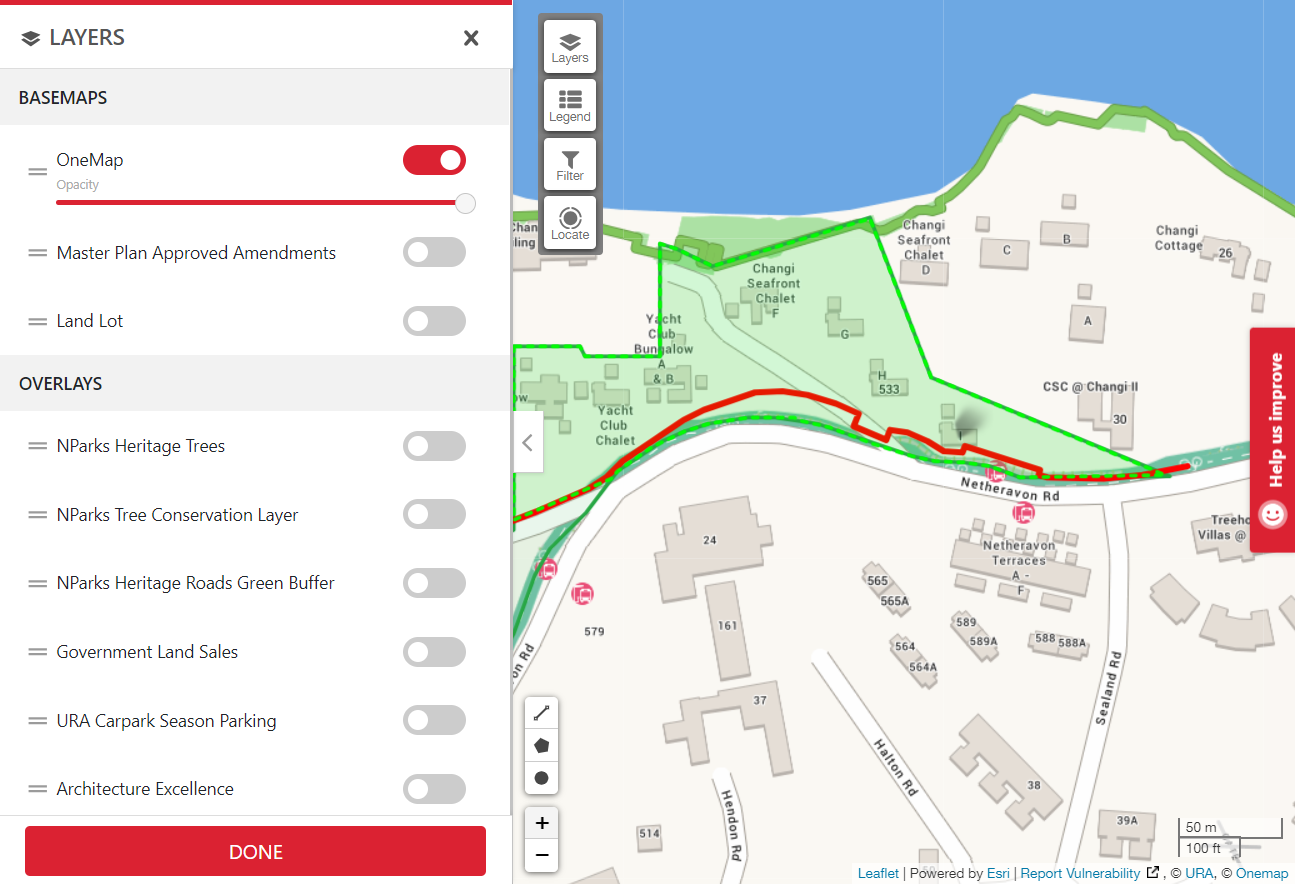 LAYERS
BASEMAPS
OneMap
Opacity
Master Plan Approved Amendments
Land Lot
OVERLAYS
NParks Heritage Trees
NParks Tree Conservation Layer
NParks Heritage Roads Green Buffer
Government Land Sales
URA Carpark Season Parking
Architecture Excellence
DONE
Layers
Legend
Filter
Locate
Changi
Seafront
Chalet
D
C
B
Changi
Cottage
26
A
CSC @ Changi II
30
Changi
Seafront
Chalet
F
G
H
533
Yacht
Club
Bungalow
A
& B
Yacht
Club
Chalet
Netheravon Rd
24
161
579
37
514
Netheravon
Terraces
A -
F
565
565A
564
564A
589
589A
588
588A
Treeho
Villas @
Sealand Rd
Halton Rd
Hendon Rd
on Rd
38
39A
Help us improve
+
−
50 m
100 ft
Leaflet | Powered by Esri | Report Vulnerability , © URA, © Onemap